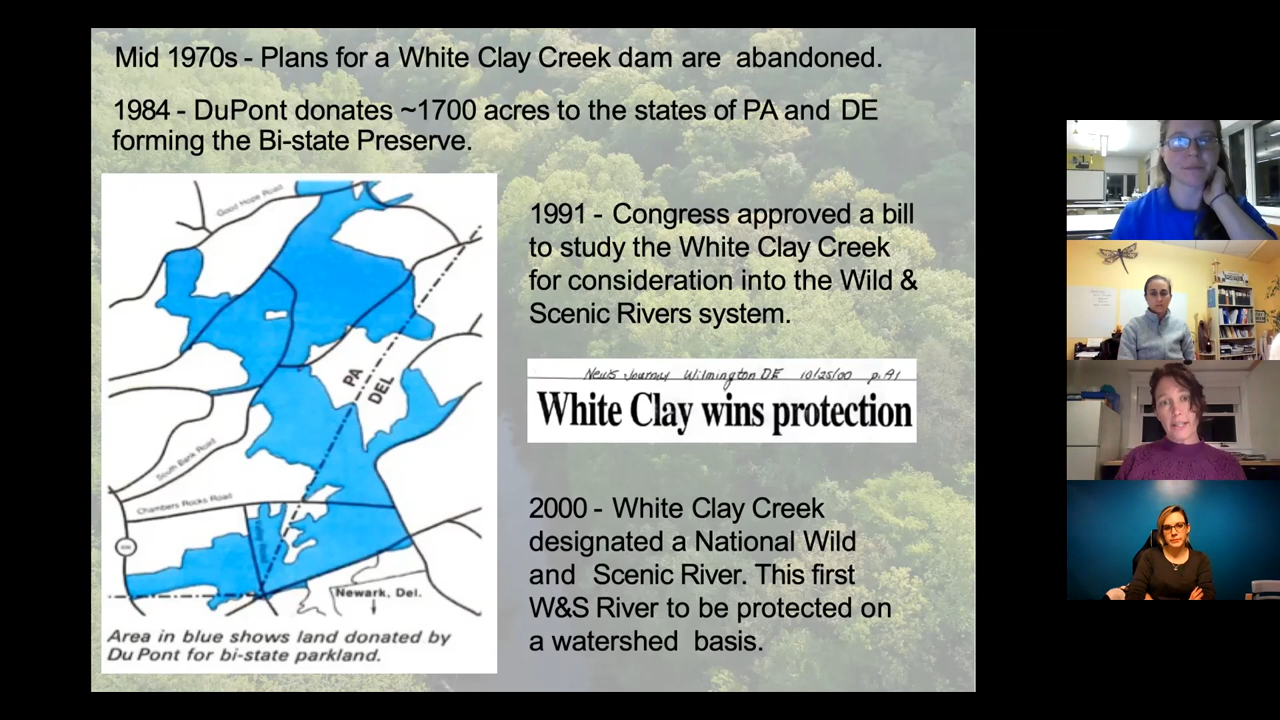 Mid 1970s - Plans for a White Clay Creek dam are abandoned.
1984 - DuPont donates ~1700 acres to the states of PA and DE
forming the Bi-state Preserve.
Good Hope Road
PA
DEL
South Bank Road
Chambers Rocks Road
Newark, Del.
Area in blue shows land donated by
Du Pont for bi-state parkland.
1991 - Congress approved a bill
to study the White Clay Creek
for consideration into the Wild &
Scenic Rivers system.
News Journal Wilmington DE 10/25/00 p.A1
White Clay wins protection
2000 - White Clay Creek
designated a National Wild
and Scenic River. This first
W&S River to be protected on
a watershed basis.